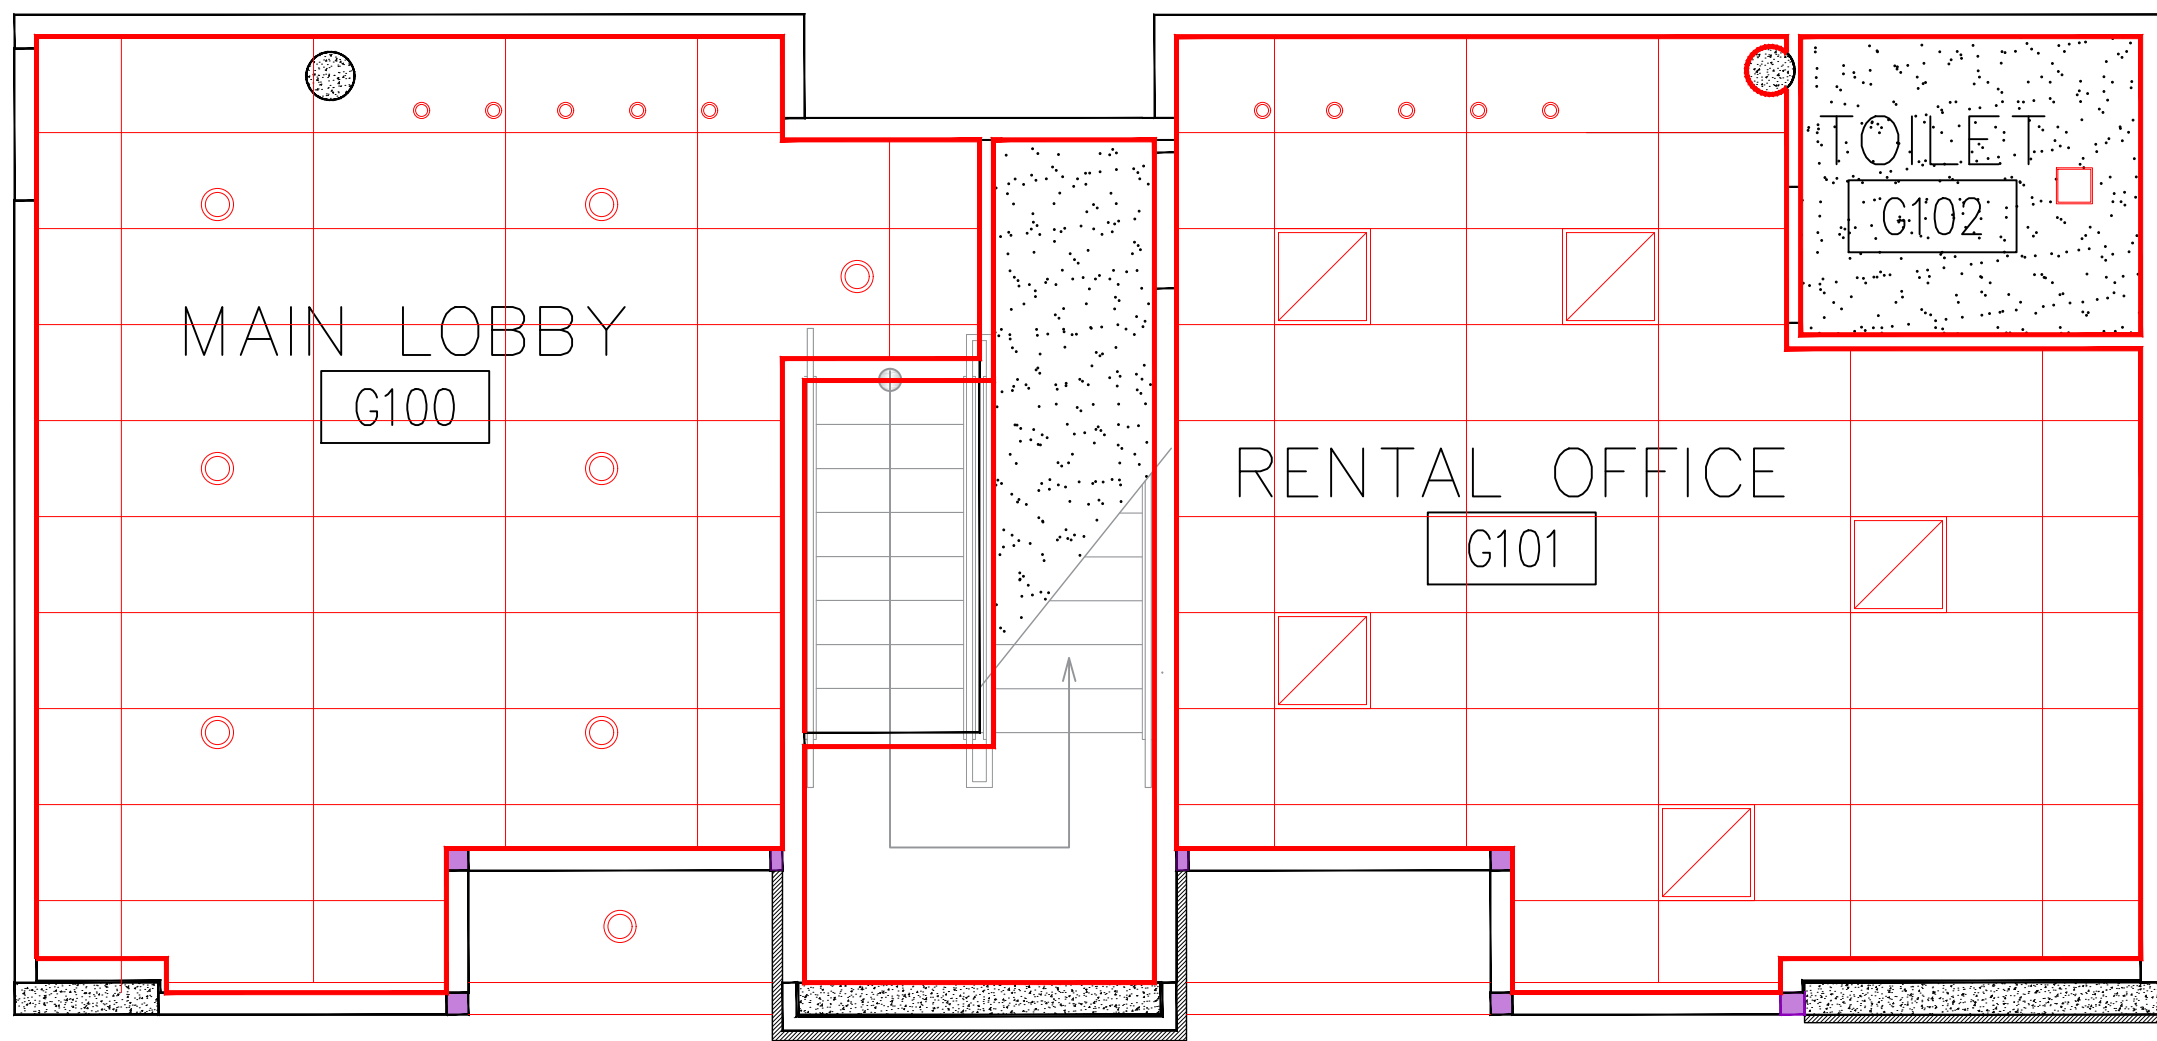 TOILET
G102
MAIN LOBBY
G100
RENTAL OFFICE
G101